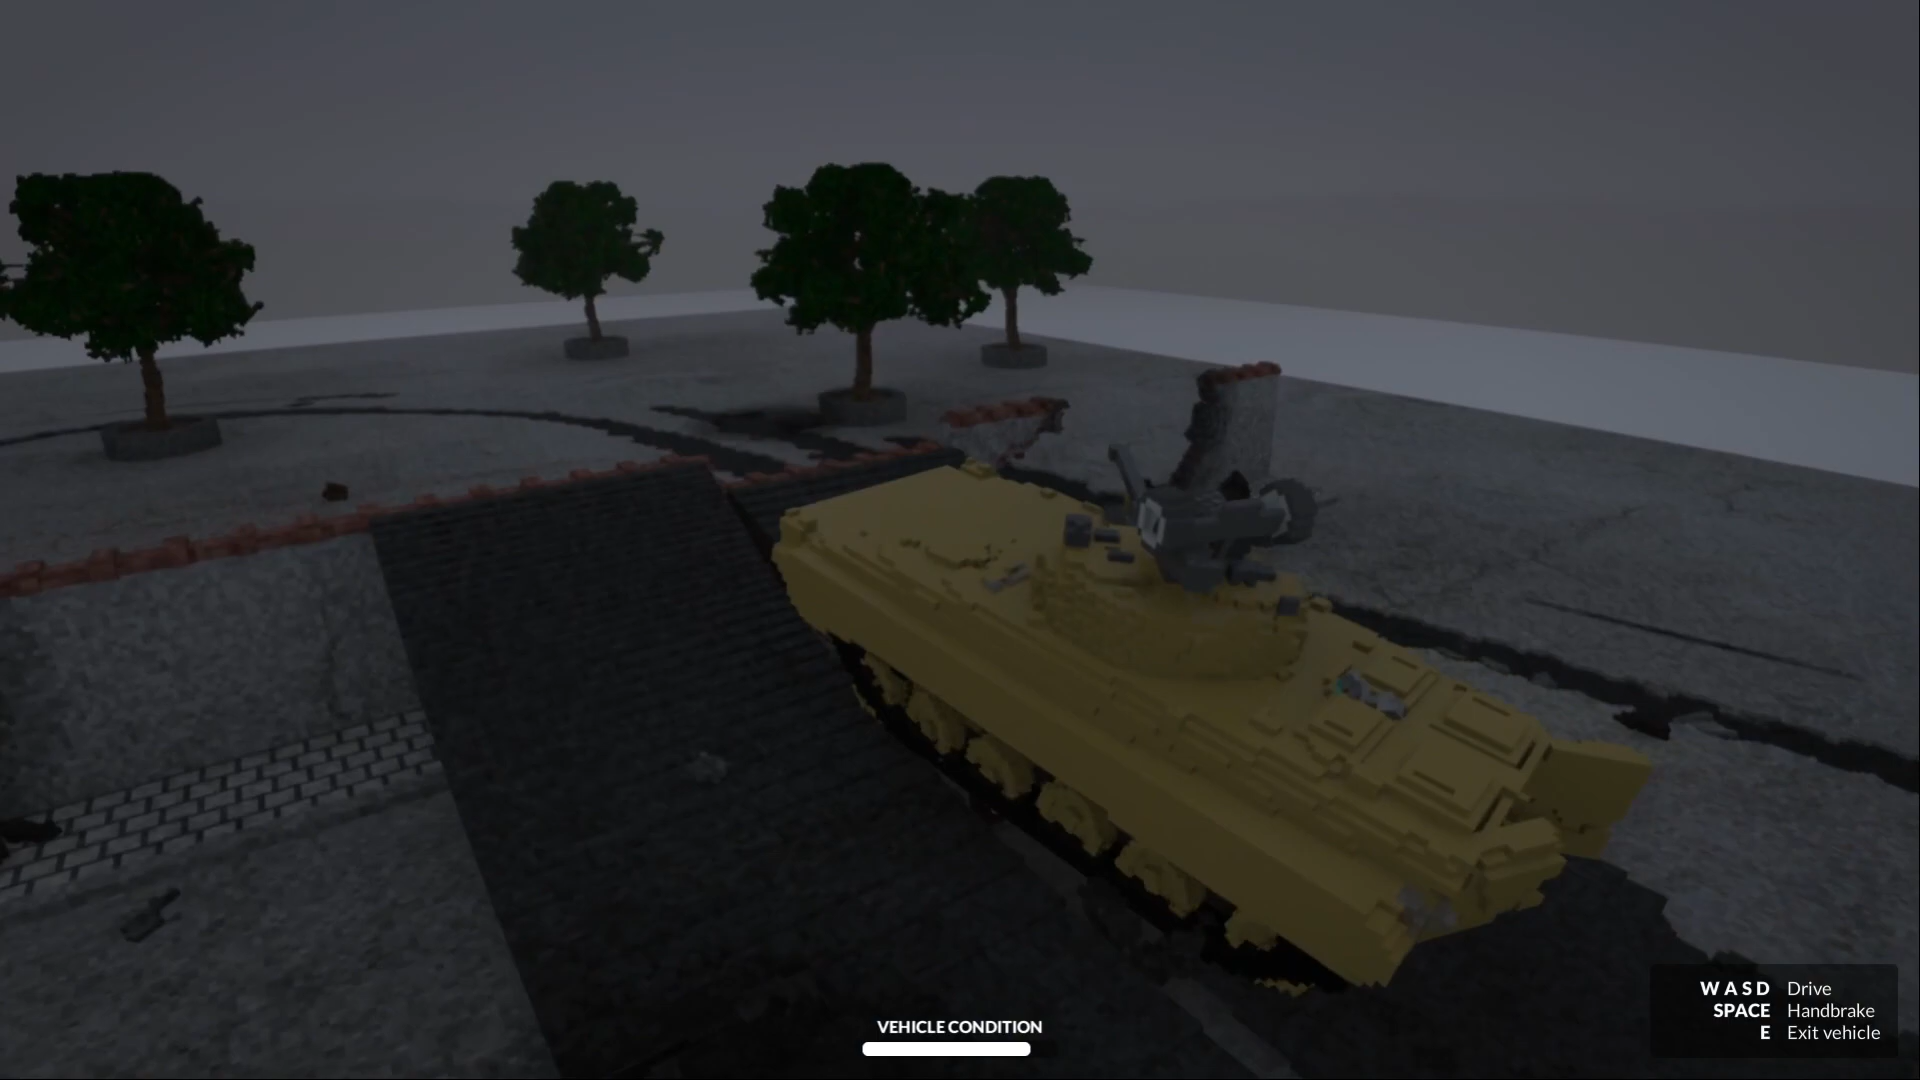 W A S D Drive
SPACE Handbrake
E Exit vehicle
VEHICLE CONDITION